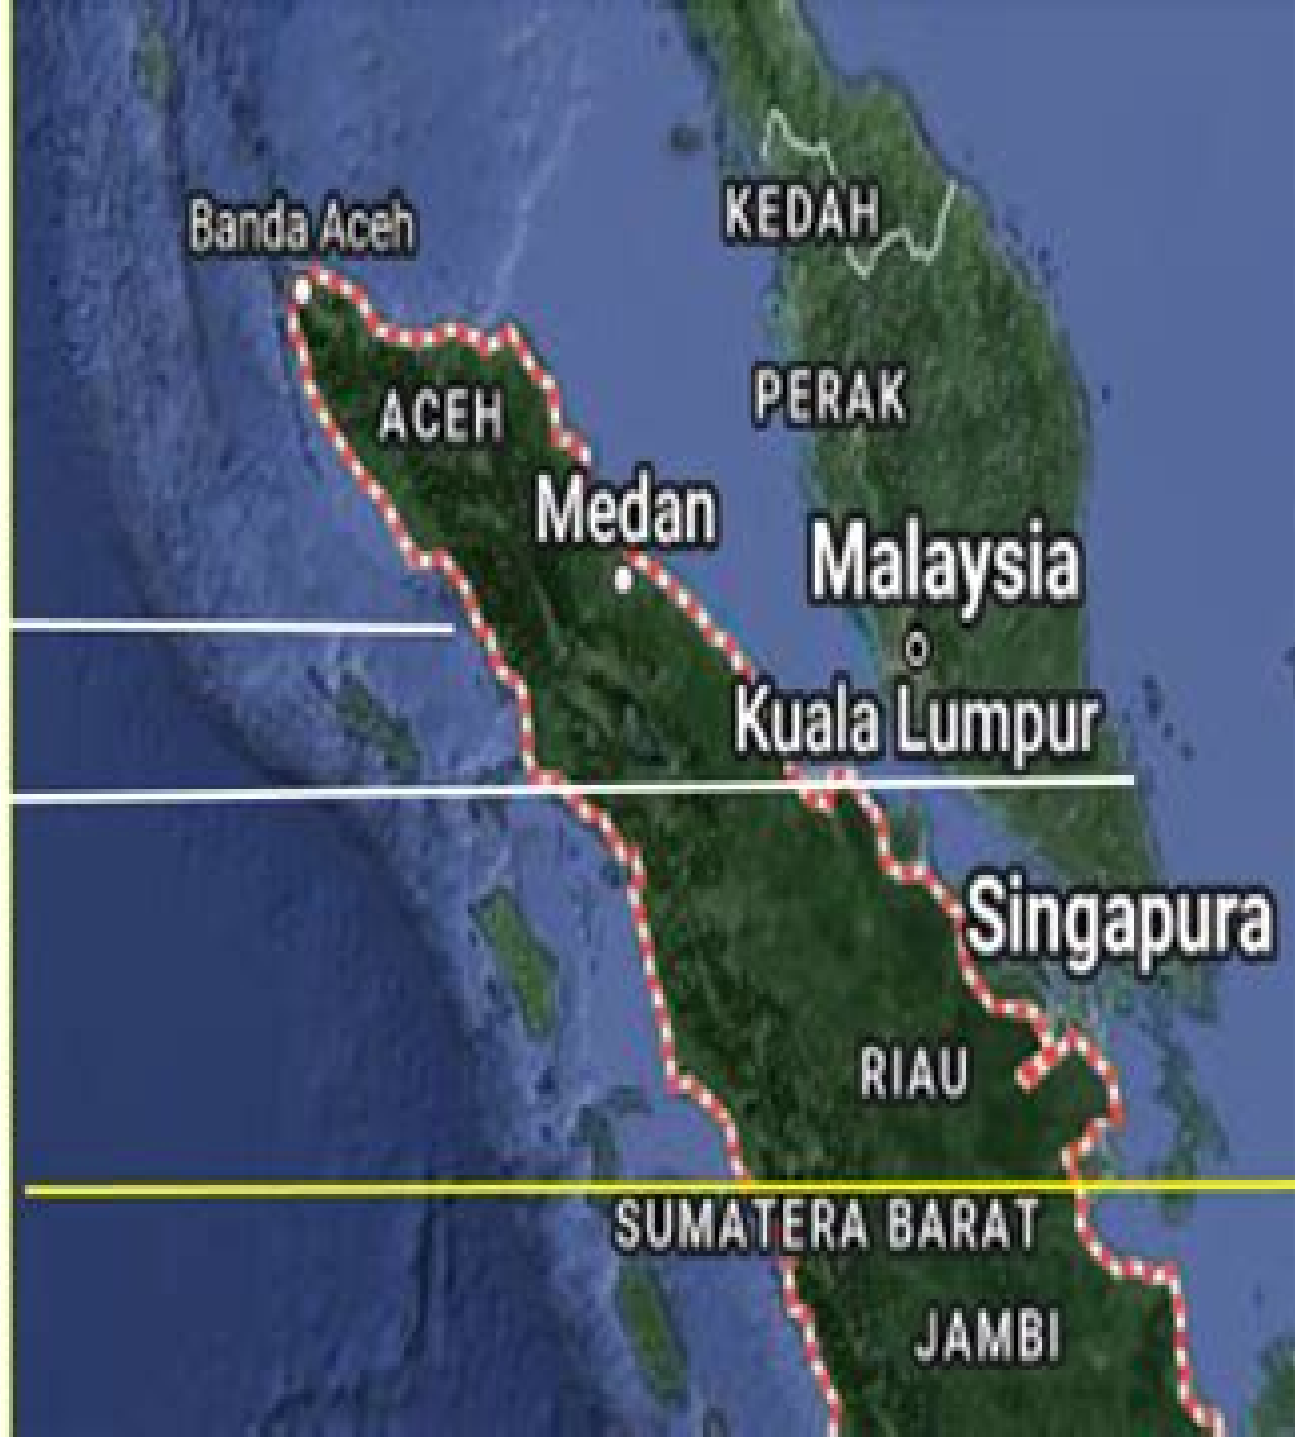 Banda Aceh
KEDAH
ACEH
PERAK
Medan
Malaysia
Kuala Lumpur
Singapura
RIAU
SUMATERA BARAT
JAMBI